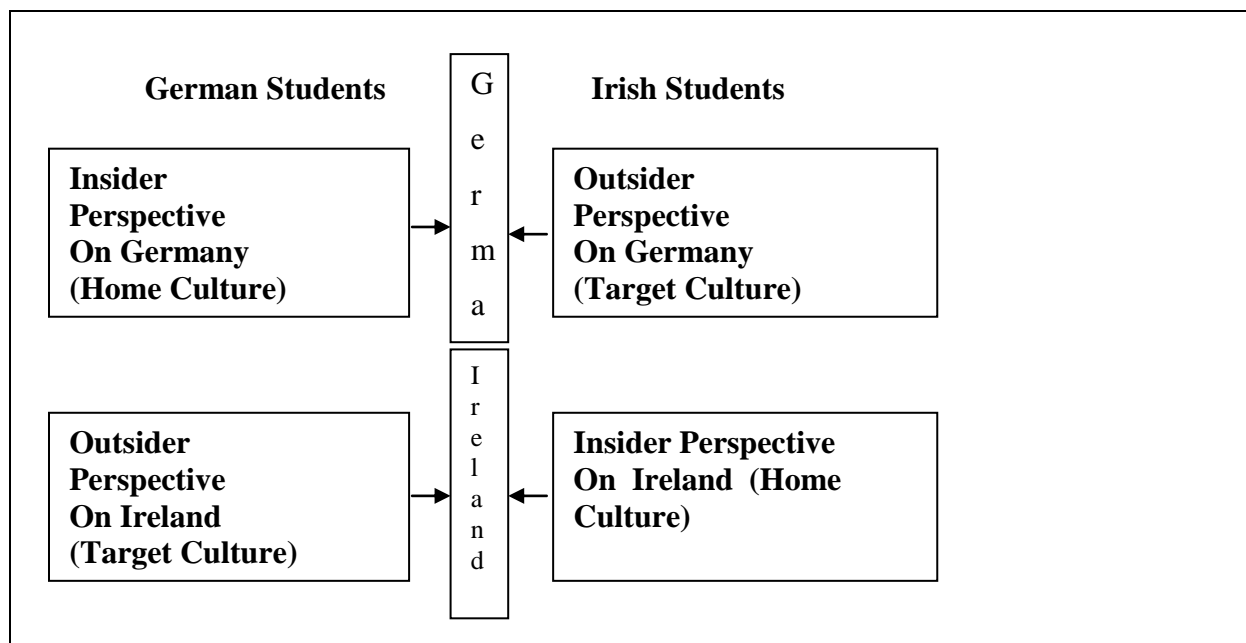 German Students
Irish Students
Insider
Perspective
On Germany
(Home Culture)
G
e
r
m
a
Outsider
Perspective
On Germany
(Target Culture)
Outsider
Perspective
On Ireland
(Target Culture)
I
r
e
l
a
n
d
Insider Perspective
On Ireland (Home
Culture)